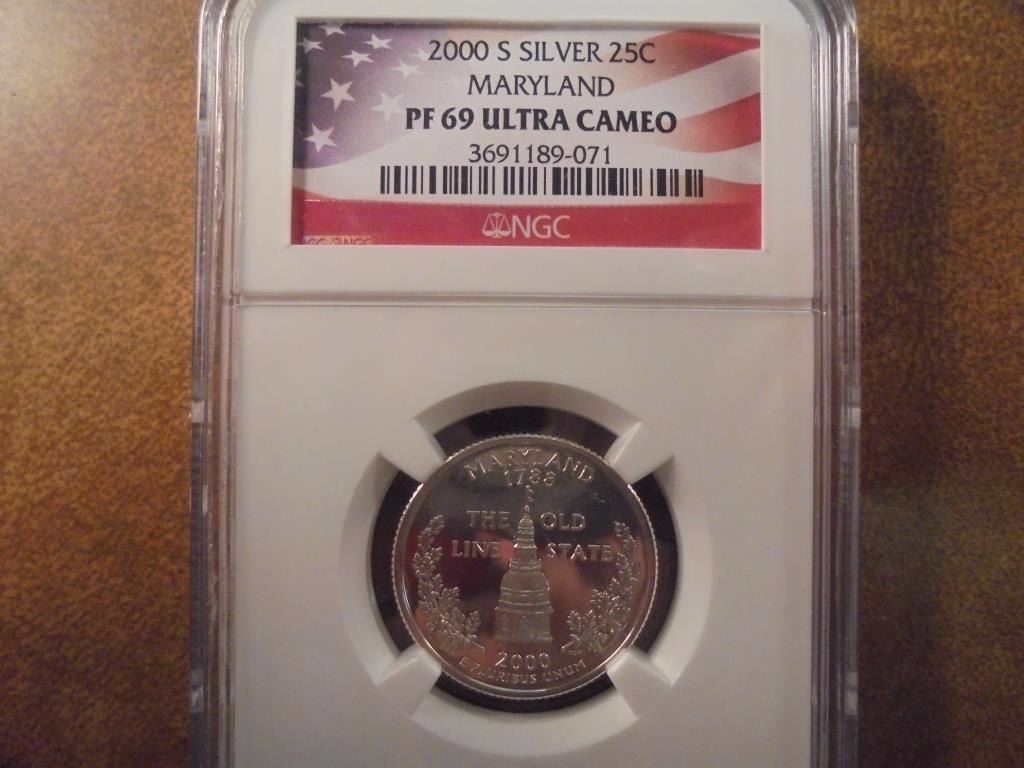 2000 S SILVER 25C
MARYLAND
PF 69 ULTRA CAMEO
3691189-071
NGC
NGC
MARYLAND
1788
THE OLD
LINE STATE
2000
E PLURIBUS UNUM